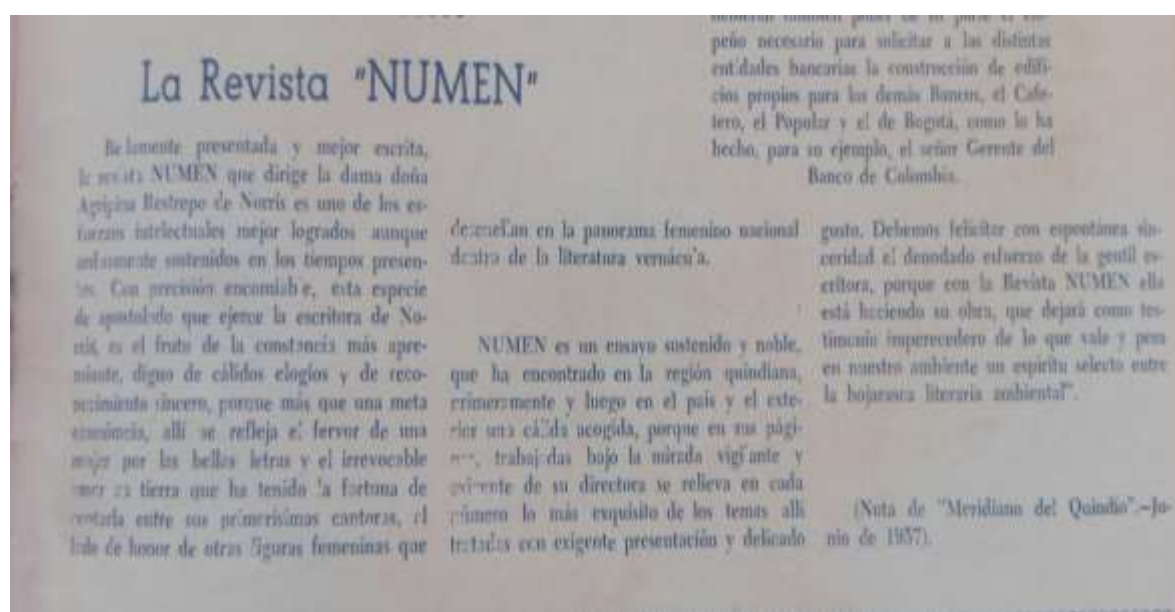 peño necesario para solicitar a las distintas
entidades bancarias la construcción de edifi-
cios propios para los demás Bancos, el Cafe-
tero, el Popular y el de Bogotá, como lo ha
hecho, para su ejemplo, el señor Gerente del
Banco de Colombia.
La Revista "NUMEN"
Bellamente presentada y mejor escrita,
la revista NUMEN que dirige la dama doña
Agripina Restrepo de Norris es uno de los es-
fuerzos intelectuales mejor logrados aunque
sostenidos en los tiempos presen-
tes. Con precisión encomiable, esta especie
de apostolado que ejerce la escritora de No-
rris, es el fruto de la constancia más apre-
miante, digno de cálidos elogios y de reco-
nocimiento sincero, porque más que una meta
económica, allí se refleja el fervor de una
mujer por las bellas letras y el irrevocable
amor tierra que ha tenido la fortuna de
contarla entre sus primerísimas cantoras, el
lado de honor de otras figuras femeninas que
descuellan en la panorama femenino nacional
dentro de la literatura vernácula.
NUMEN es un ensayo sostenido y noble,
que ha encontrado en la región quindiana,
primeramente y luego en el país y el exte-
rior una cálida acogida, porque en sus pági-
nas, trabajadas bajo la mirada vigilante y
de su directora se relieva en cada
número lo más exquisito de los temas allí
tratados con exigente presentación y delicado
gusto. Debemos felicitar con espontánea sin-
ceridad el denodado esfuerzo de la gentil es-
critora, porque con la Revista NUMEN ella
está haciendo su obra, que dejará como tes-
timonio imperecedero de lo que vale y pesa
en nuestro ambiente un espíritu selecto entre
la hojarasca literaria ambiental".
(Nota de "Meridiano del Quindío".—Ju-
nio de 1957).